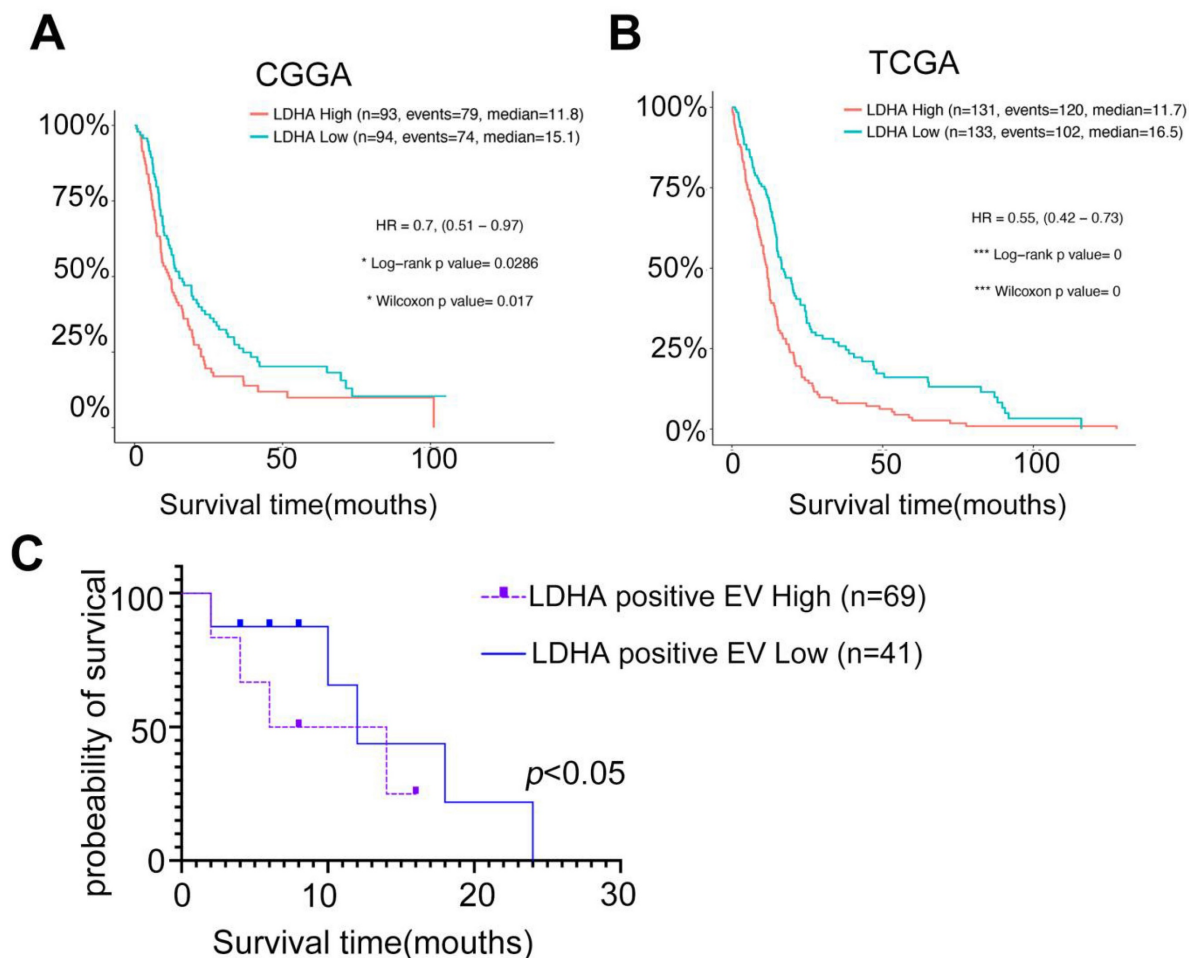 A
CGGA
LDHA High (n=93, events=79, median=11.8)
LDHA Low (n=94, events=74, median=15.1)
100%
75%
50%
25%
0%
HR = 0.7, (0.51 − 0.97)
* Log−rank p value= 0.0286
* Wilcoxon p value= 0.017
0 50 100
Survival time(mouths)
B
TCGA
LDHA High (n=131, events=120, median=11.7)
LDHA Low (n=133, events=102, median=16.5)
100%
75%
50%
25%
0%
HR = 0.55, (0.42 − 0.73)
*** Log−rank p value= 0
*** Wilcoxon p value= 0
0 50 100
Survival time(mouths)
C
probeability of survical
100
50
0
LDHA positive EV High (n=69)
LDHA positive EV Low (n=41)
p<0.05
0 10 20 30
Survival time(mouths)